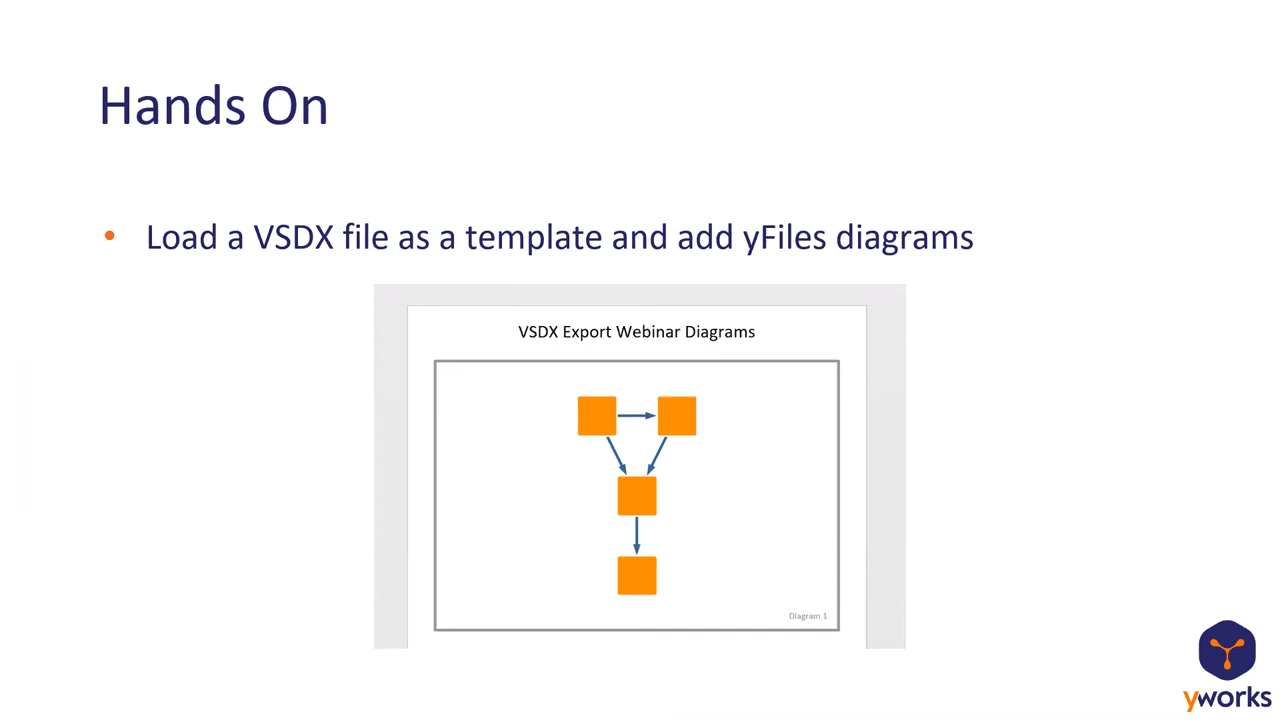 Hands On
• Load a VSDX file as a template and add yFiles diagrams
VSDX Export Webinar Diagrams
Diagram 1
yworks